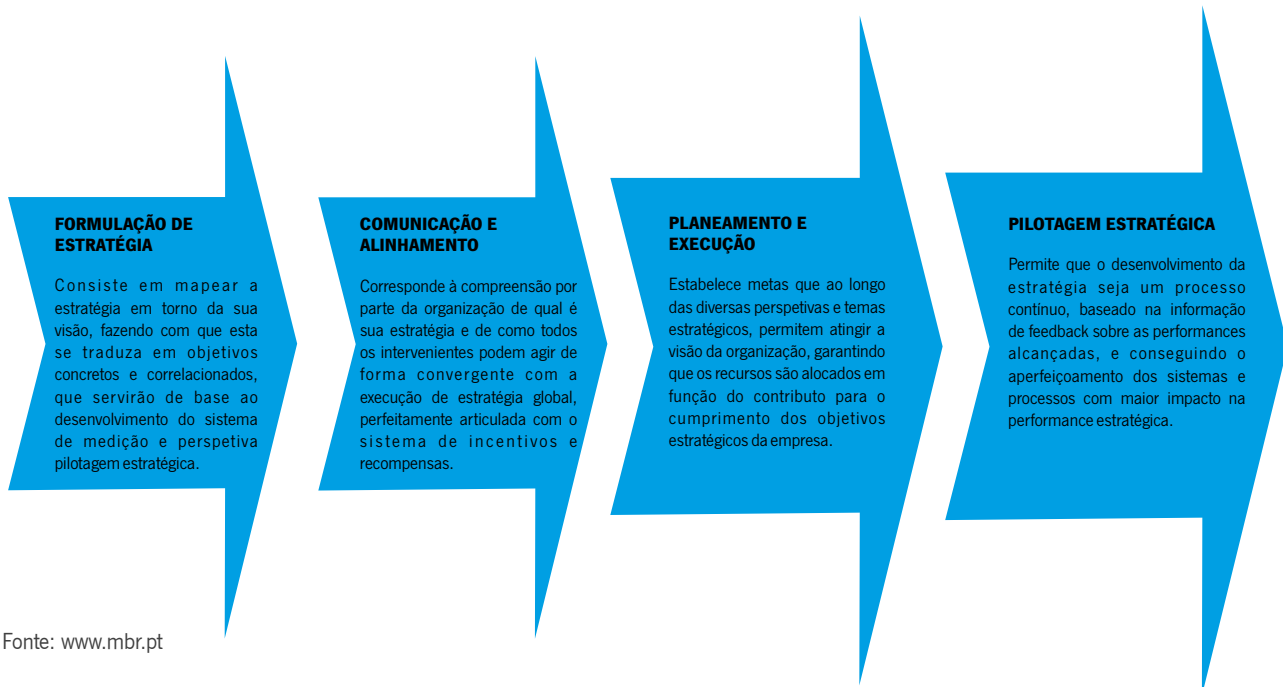 FORMULAÇÃO DE
ESTRATÉGIA
Consiste em mapear a
estratégia em torno da sua
visão, fazendo com que esta
se traduza em objetivos
concretos e correlacionados,
que servirão de base ao
desenvolvimento do sistema
de medição e perspetiva
pilotagem estratégica.
COMUNICAÇÃO E
ALINHAMENTO
Corresponde à compreensão por
parte da organização de qual é
sua estratégia e de como todos
os intervenientes podem agir de
forma convergente com a
execução de estratégia global,
perfeitamente articulada com o
sistema de incentivos e
recompensas.
PLANEAMENTO E
EXECUÇÃO
Estabelece metas que ao longo
das diversas perspetivas e temas
estratégicos, permitem atingir a
visão da organização, garantindo
que os recursos são alocados em
função do contributo para o
cumprimento dos objetivos
estratégicos da empresa.
PILOTAGEM ESTRATÉGICA
Permite que o desenvolvimento da
estratégia seja um processo
contínuo, baseado na informação
de feedback sobre as performances
alcançadas, e conseguindo o
aperfeiçoamento dos sistemas e
processos com maior impacto na
performance estratégica.
Fonte: www.mbr.pt